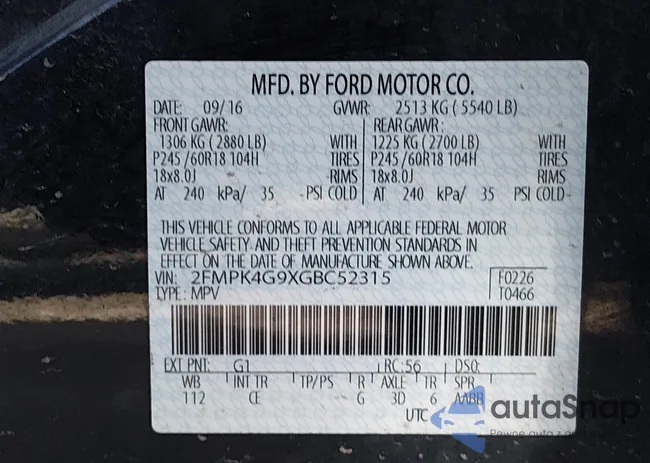 MFD. BY FORD MOTOR CO.
DATE: 09/16 GVWR: 2513 KG (5540 LB)
FRONT GAWR: REAR GAWR:
1306 KG (2880 LB) WITH 1225 KG (2700 LB) WITH
P245 /60R18 104H TIRES P245 /60R18 104H TIRES
18x8.0J RIMS 18x8.0J RIMS
AT 240 kPa/ 35 PSI COLD AT 240 kPa/ 35 PSI COLD
THIS VEHICLE CONFORMS TO ALL APPLICABLE FEDERAL MOTOR
VEHICLE SAFETY AND THEFT PREVENTION STANDARDS IN
EFFECT ON THE DATE OF MANUFACTURE SHOWN ABOVE.
VIN: 2FMPK4G9XGBC52315 F0226
TYPE: MPV T0466
EXT PNT: G1 RC: 56 DSO:
WB INT TR TP/PS R AXLE TR SPR
112 CE G 3D 6 AABB
UTC
autoSnap
Pewne auto z